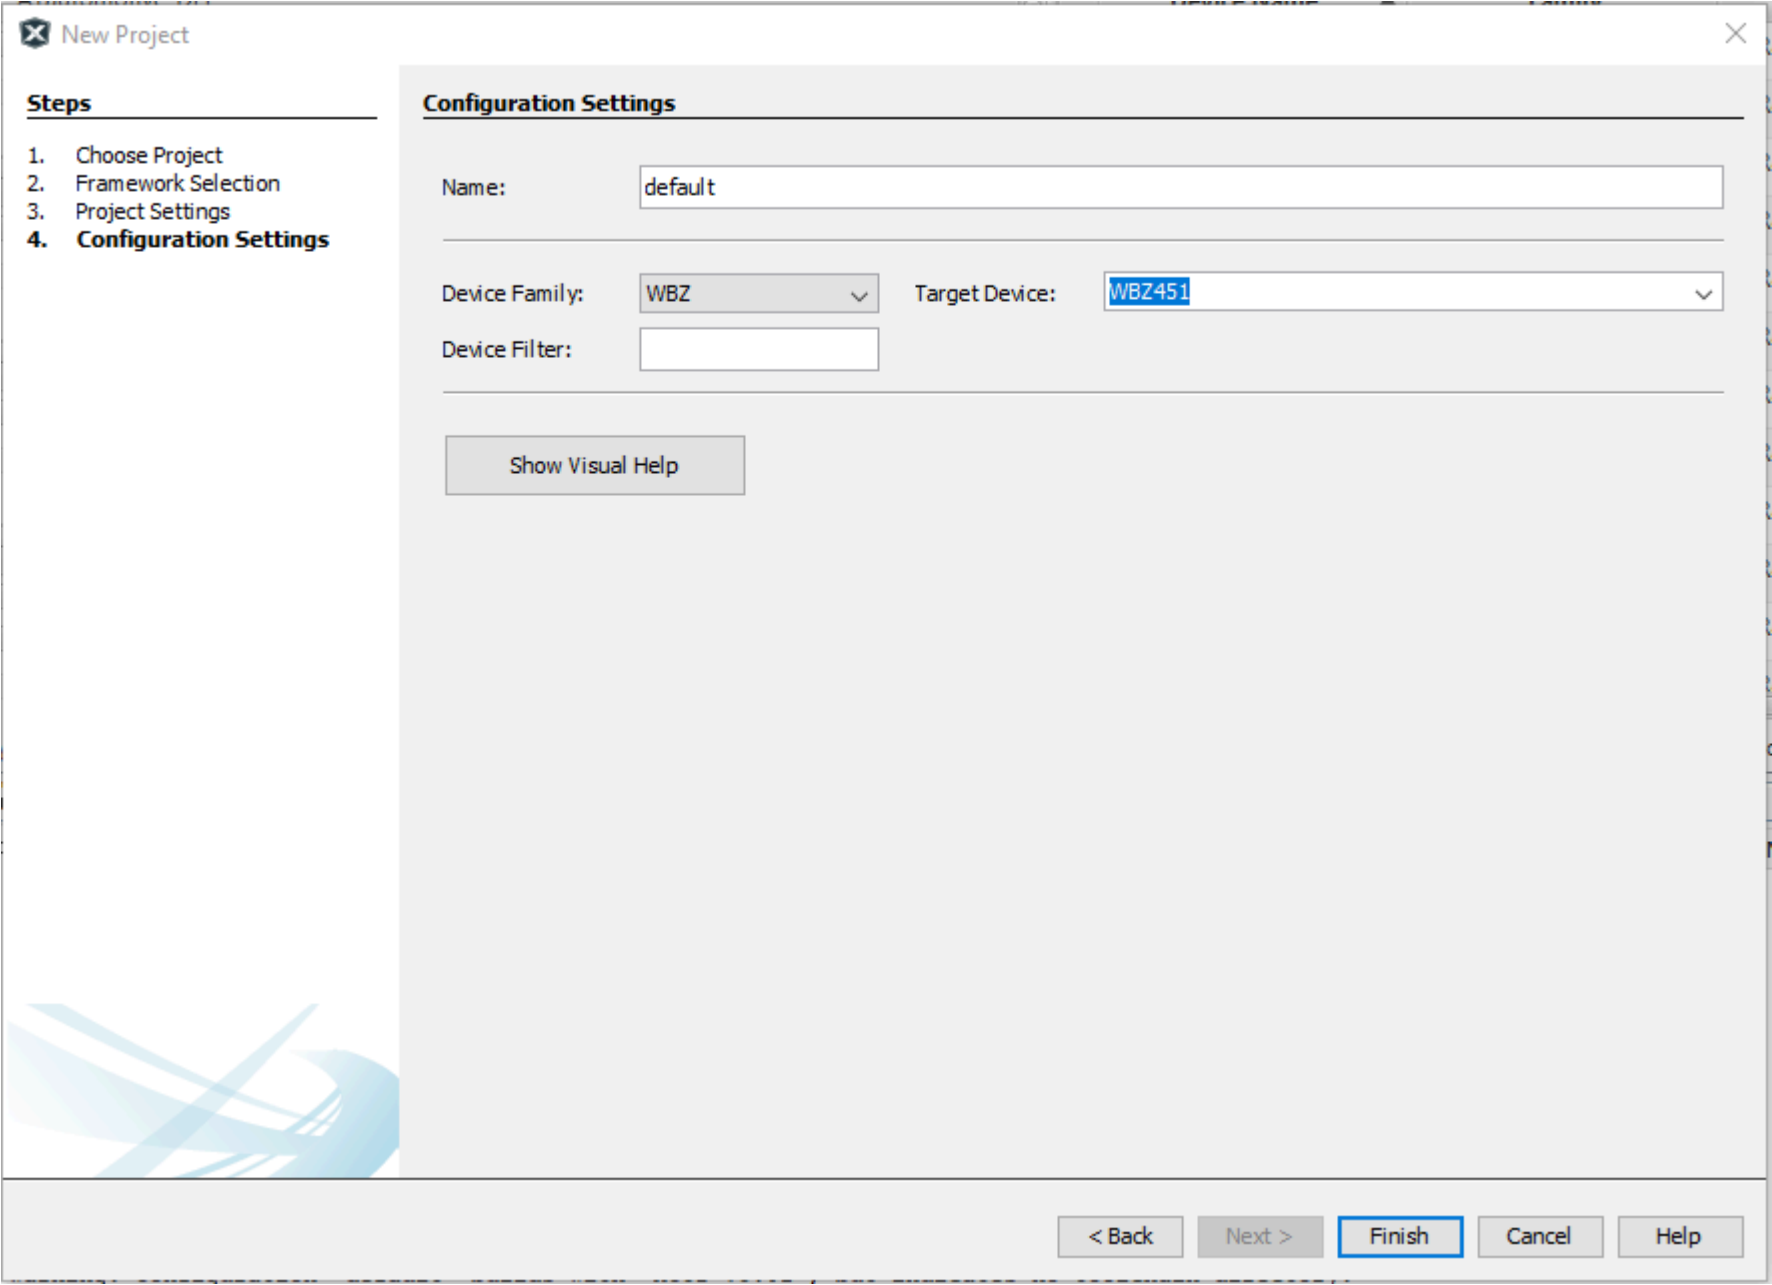 New Project
Steps
1. Choose Project
2. Framework Selection
3. Project Settings
4. Configuration Settings
Configuration Settings
Name: default
Device Family: WBZ Target Device: WBZ451
Device Filter:
Show Visual Help
< Back Next > Finish Cancel Help